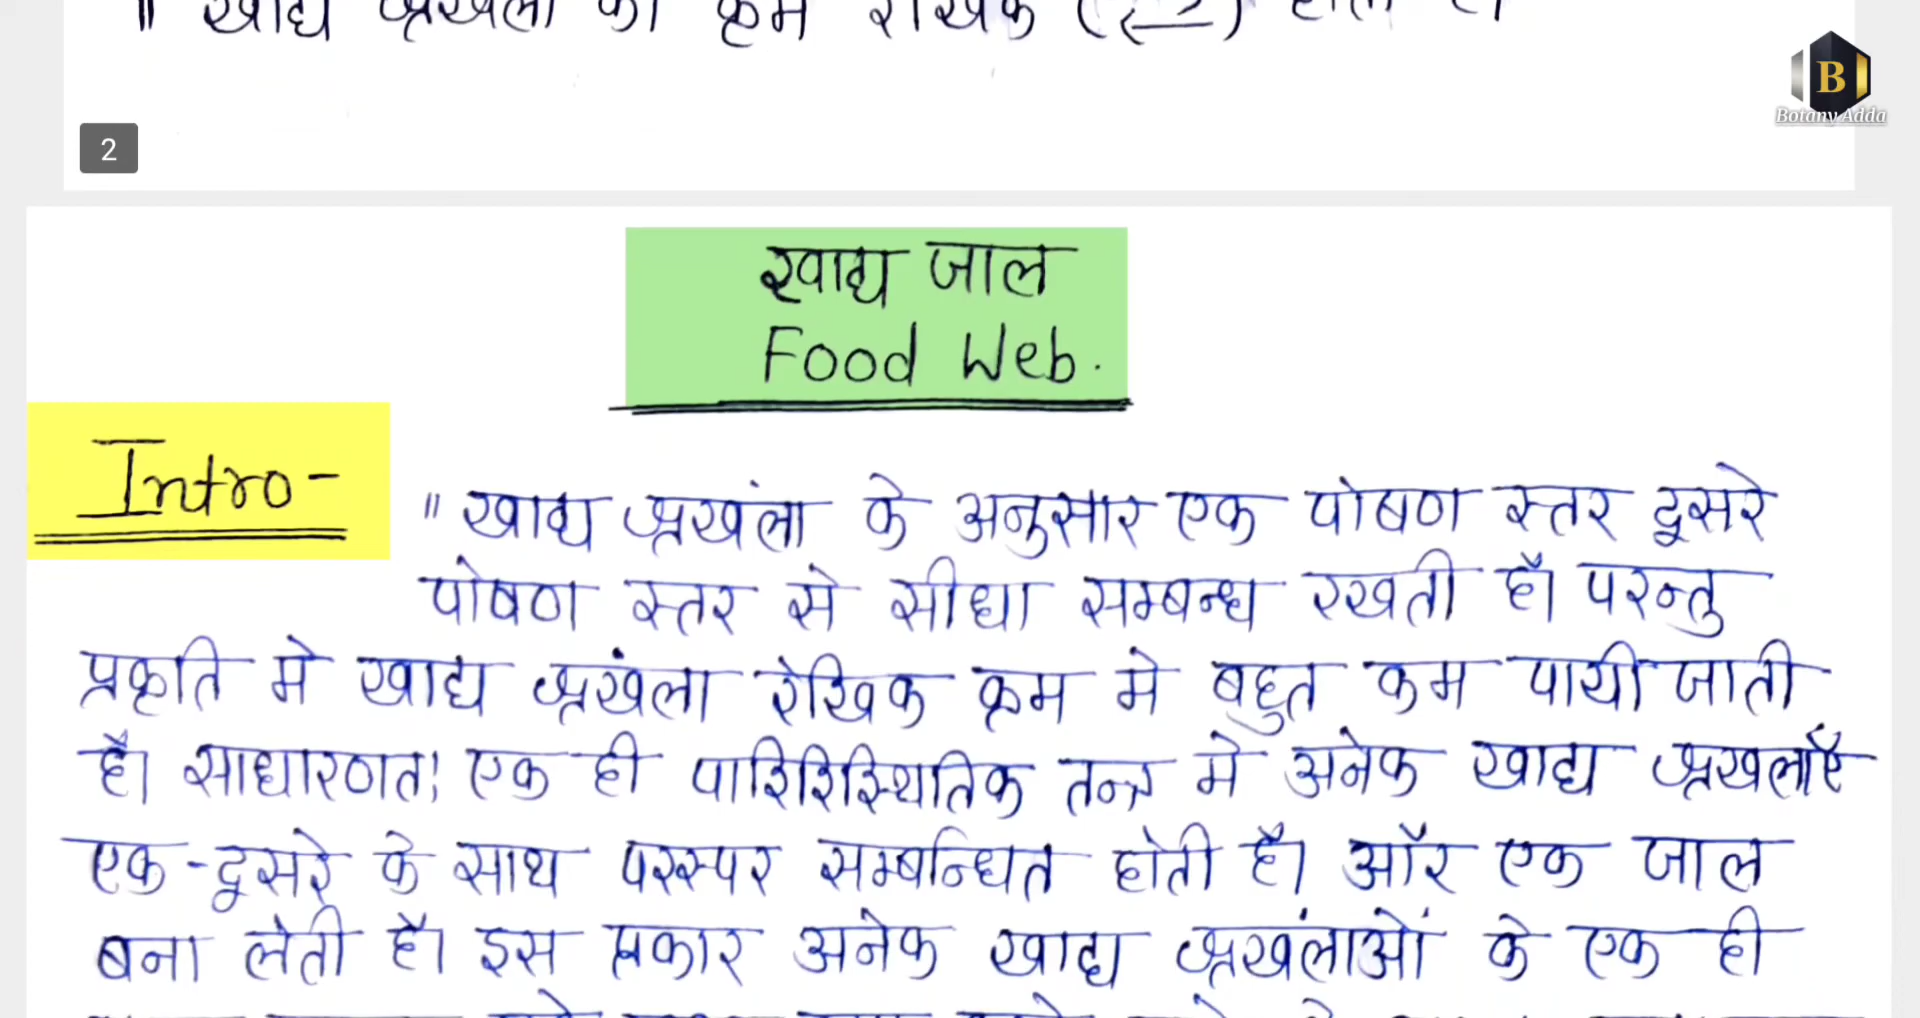 " खाद्य श्रृखला का क्रम रेखिक
Botany Adda
2
खाद्य जाल
Food Web.
Intro-
" खाद्य श्रृखंला के अनुसार एक पोषण स्तर दूसरे
पोषण स्तर से सीधा सम्बन्ध रखती है। परन्तु
प्रकृति मे खाद्य श्रृखंला रेखिक क्रम मे बहुत कम पायी जाती
है। साधारणत: एक ही पारिरिस्थितिक तन्त्र मे अनेक खाद्य श्रृखलाएँ
एक-दूसरे के साथ परस्पर सम्बन्धित होती है। और एक जाल
बना लेती है। इस प्रकार अनेक खाद्य श्रृखंलाओं के एक ही